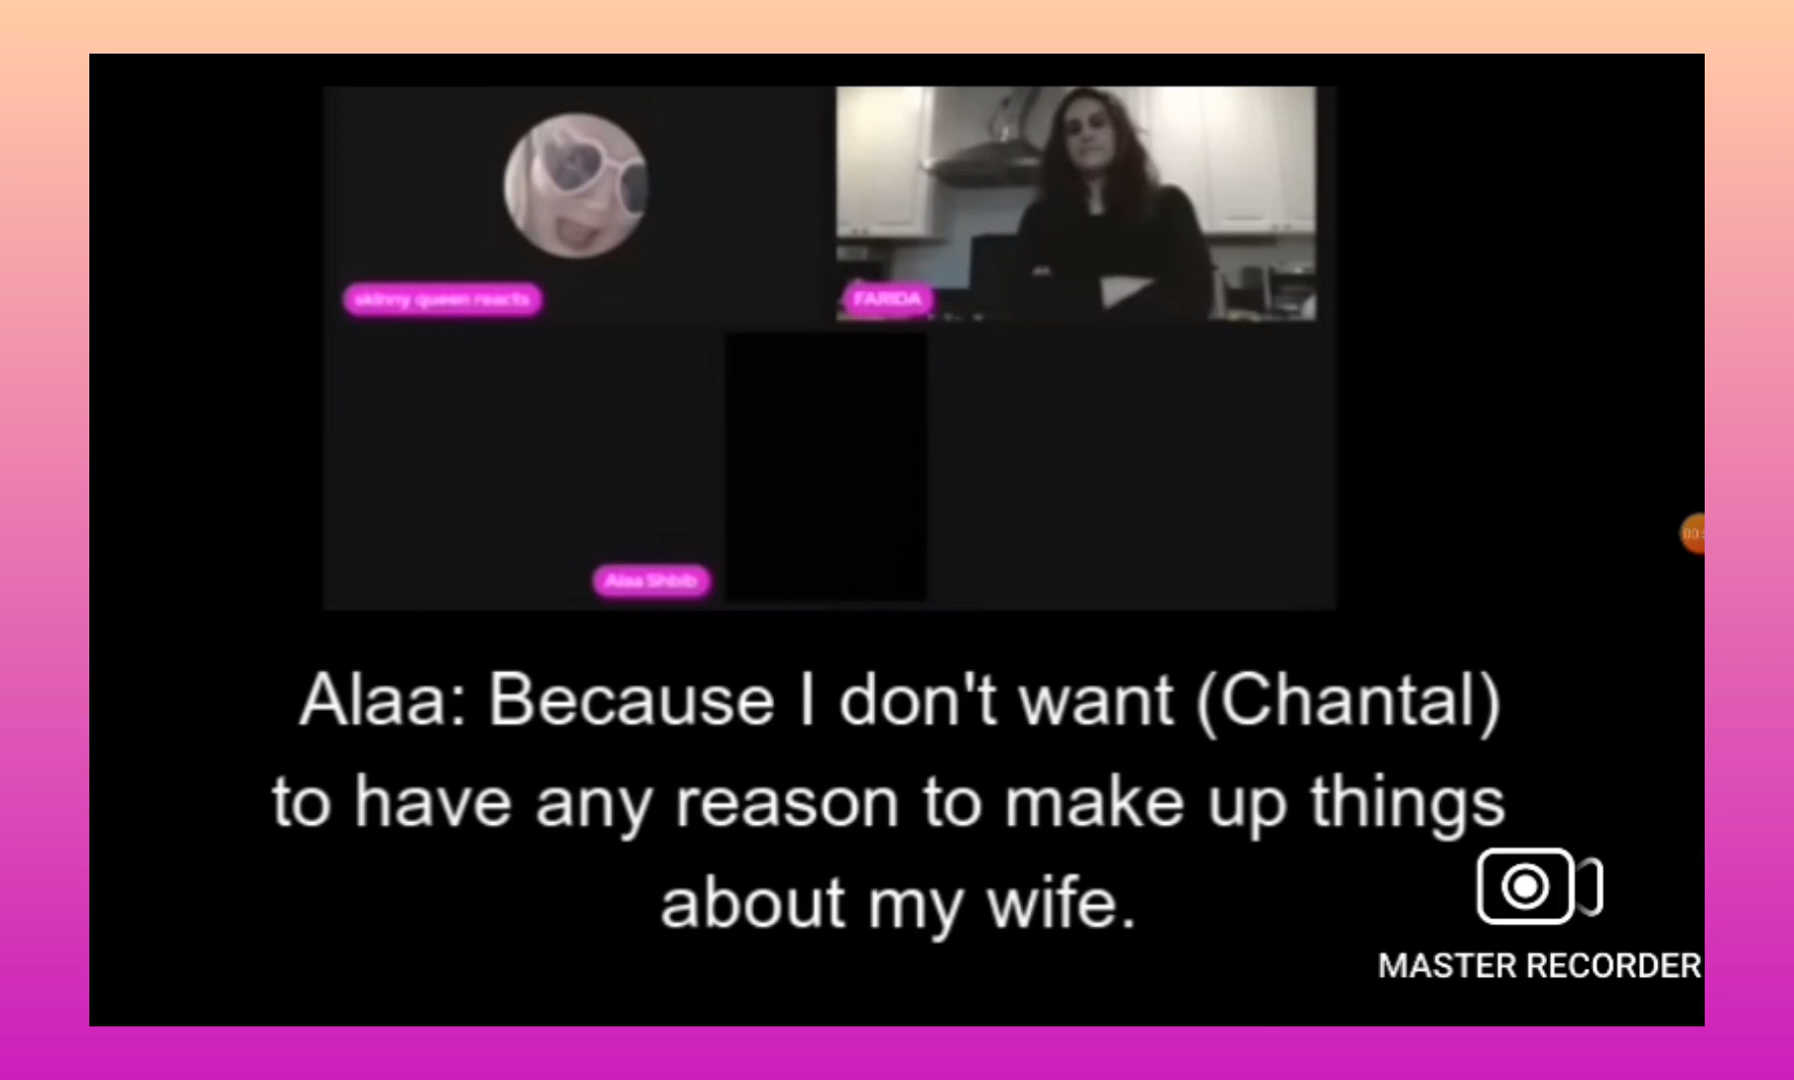 skinny queen reacts
FARIDA
Alaa Shbib
Alaa: Because I don't want (Chantal)
to have any reason to make up things
about my wife.
MASTER RECORDER